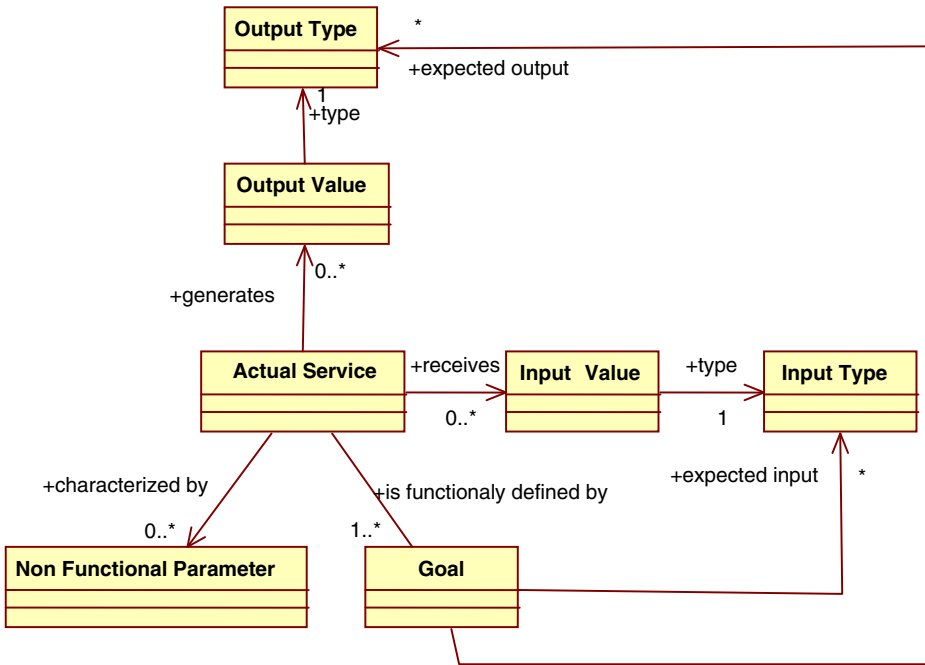 Output Type
*
+expected output
1
+type
Output Value
0..*
+generates
Actual Service
+receives
0..*
Input Value
+type
1
Input Type
+characterized by
0..*
+is functionaly defined by
1..*
+expected input
*
Non Functional Parameter
Goal